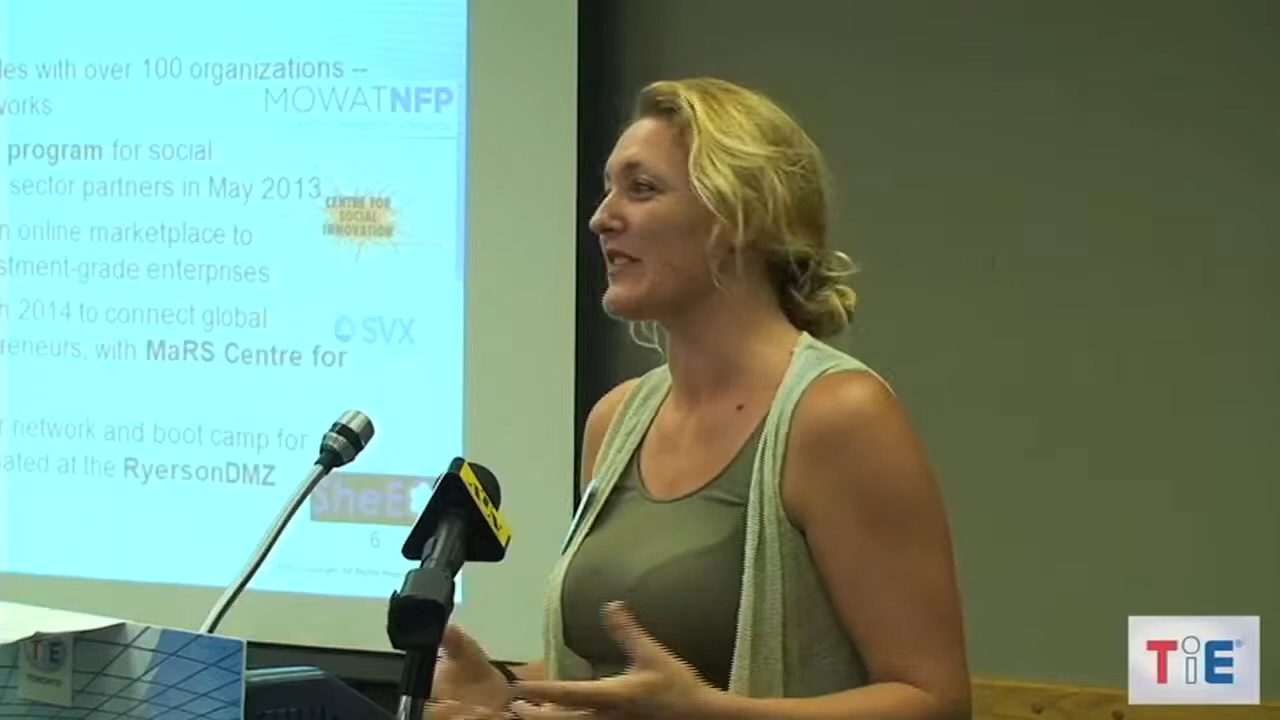 les with over 100 organizations –
works
MOWATNFP
program for social
sector partners in May 2013
CENTRE FOR
SOCIAL
INNOVATION
n online marketplace to
stment-grade enterprises
h 2014 to connect global
SVX
reneurs, with MaRS Centre for
r network and boot camp for
ated at the RyersonDMZ
SheE
6
TiE
TiE